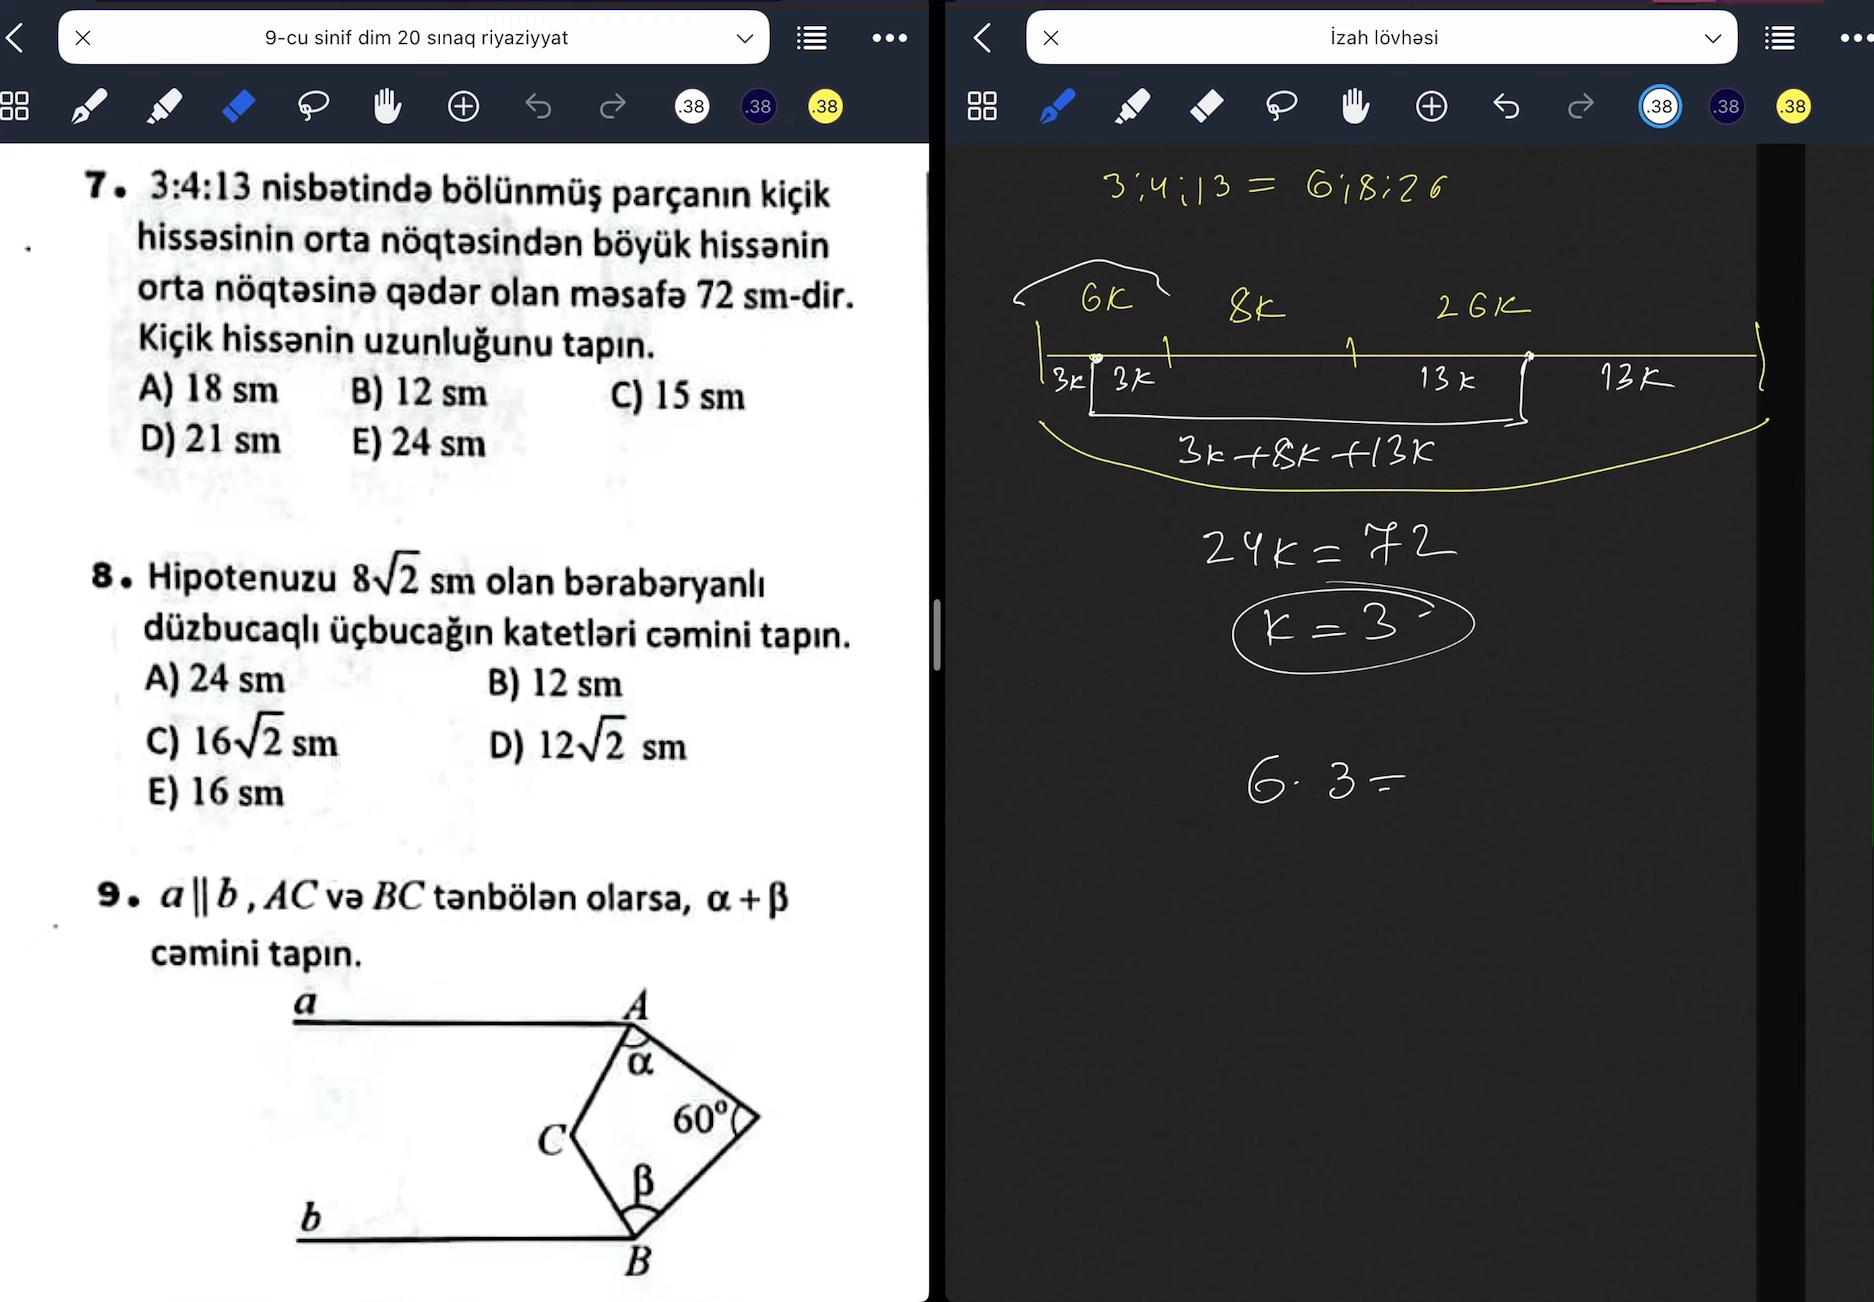 9-cu sinif dim 20 sınaq riyaziyyat
.38 .38 .38
7. 3:4:13 nisbətində bölünmüş parçanın kiçik
hissəsinin orta nöqtəsindən böyük hissənin
orta nöqtəsinə qədər olan məsafə 72 sm-dir.
Kiçik hissənin uzunluğunu tapın.
A) 18 sm B) 12 sm C) 15 sm
D) 21 sm E) 24 sm
8. Hipotenuzu 8√2 sm olan bərabəryanlı
düzbucaqlı üçbucağın katetləri cəmini tapın.
A) 24 sm B) 12 sm
C) 16√2 sm D) 12√2 sm
E) 16 sm
9. a||b, AC və BC tənbölən olarsa, α+β
cəmini tapın.
a A
α
60°
C
β
b
B
İzah lövhəsi
.38 .38 .38
3:4:13 = 6:8:26
6k 8k 26k
3k 3k 13k 13k
3k+8k+13k
24k = 72
k = 3
6· 3 =